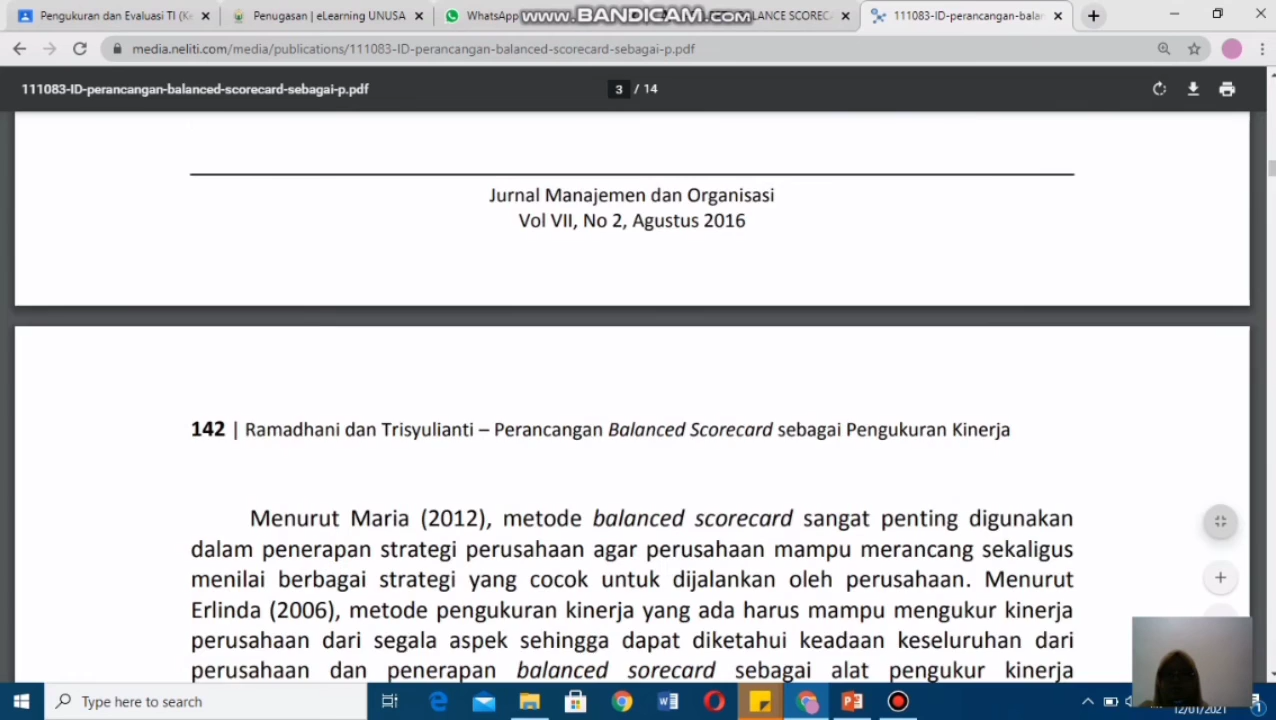 Pengukuran dan Evaluasi TI (K
Penugasan | eLearning UNUSA
WhatsApp
www.BANDICAM.com
LANCE SCOREC
111083-ID-perancangan-balan
media.neliti.com/media/publications/111083-ID-perancangan-balanced-scorecard-sebagai-p.pdf
111083-ID-perancangan-balanced-scorecard-sebagai-p.pdf
3 / 14
Jurnal Manajemen dan Organisasi
Vol VII, No 2, Agustus 2016
142 | Ramadhani dan Trisyulianti – Perancangan Balanced Scorecard sebagai Pengukuran Kinerja
Menurut Maria (2012), metode balanced scorecard sangat penting digunakan
dalam penerapan strategi perusahaan agar perusahaan mampu merancang sekaligus
menilai berbagai strategi yang cocok untuk dijalankan oleh perusahaan. Menurut
Erlinda (2006), metode pengukuran kinerja yang ada harus mampu mengukur kinerja
perusahaan dari segala aspek sehingga dapat diketahui keadaan keseluruhan dari
perusahaan dan penerapan balanced sorecard sebagai alat pengukur kinerja
Type here to search
12/01/2021